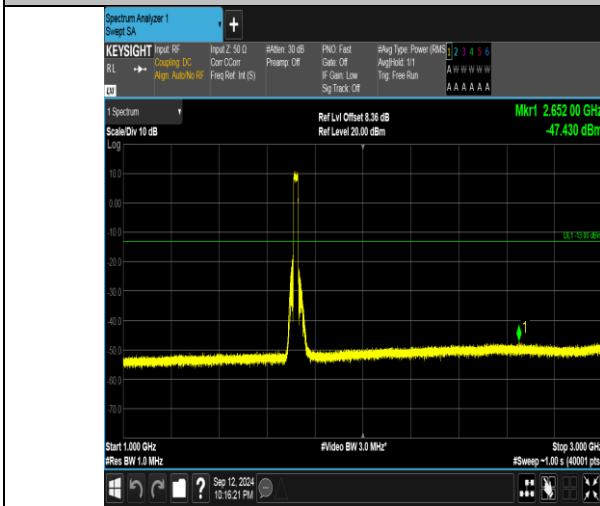 Spectrum Analyzer 1
Swept SA
+
KEYSIGHT Input: RF Input Z: 50 Ω #Atten: 30 dB PNO: Fast #Avg Type: Power (RMS 1 2 3 4 5 6
RL Coupling: DC Corr CCorr Preamp: Off Gate: Off Avg|Hold: 1/1 A W W W W W
Align: Auto/No RF Freq Ref: Int (S) IF Gain: Low Trig: Free Run
Sig Track: Off A A A A A A
1 Spectrum Ref Lvl Offset 8.36 dB Mkr1 2.652 00 GHz
Scale/Div 10 dB Ref Level 20.00 dBm -47.430 dBm
Log
10.0
0.00
-10.0
DL1 -13.00 dBm
-20.0
-30.0
-40.0
1
-50.0
-60.0
-70.0
Start 1.000 GHz #Video BW 3.0 MHz* Stop 3.000 GHz
#Res BW 1.0 MHz #Sweep ~1.00 s (40001 pts
? Sep 12, 2024
10:16:21 PM